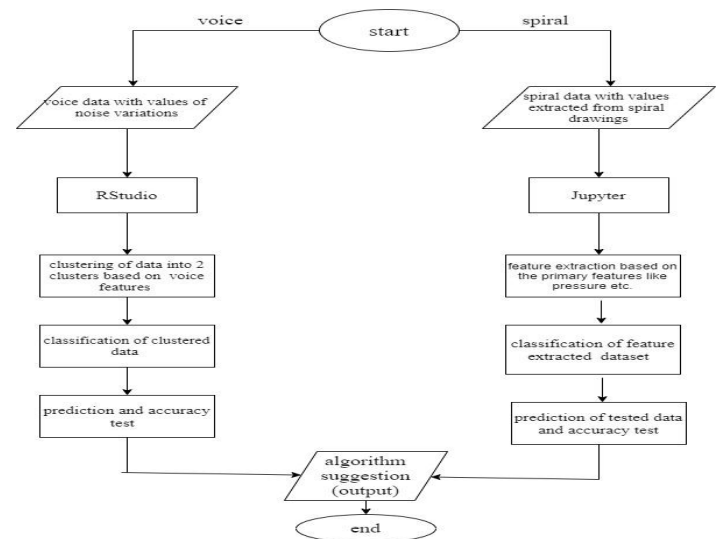 start
voice
spiral
voice data with values of
noise variations
spiral data with values
extracted from spiral
drawings
RStudio
Jupyter
clustering of data into 2
clusters based on voice
features
feature extraction based on
the primary features like
pressure etc.
classification of clustered
data
classification of feature
extracted dataset
prediction and accuracy
test
prediction of tested data
and accuracy test
algorithm
suggestion
(output)
end